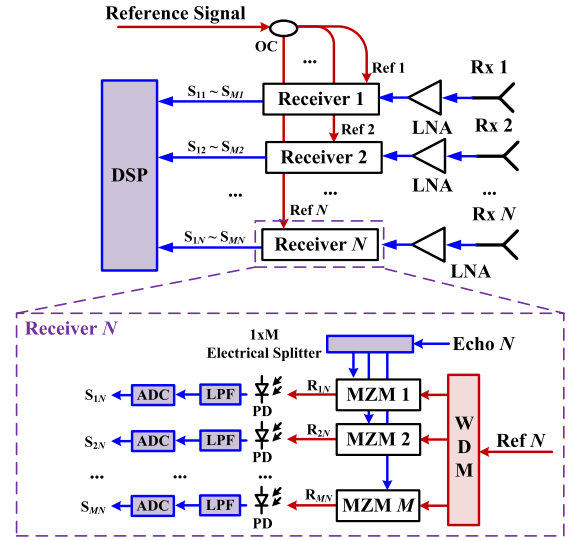 Reference Signal
OC
...
Ref 1
Rx 1
S11 ~ SM1
Receiver 1
LNA
Rx 2
Ref 2
S12 ~ SM2
Receiver 2
LNA
DSP
...
...
...
Ref N
Rx N
S1N ~ SMN
Receiver N
LNA
Receiver N
1xM
Electrical Splitter
Echo N
S1N
ADC
LPF
PD
R1N
MZM 1
S2N
ADC
LPF
PD
R2N
MZM 2
WDM
Ref N
...
...
...
SMN
ADC
LPF
PD
RMN
MZM M